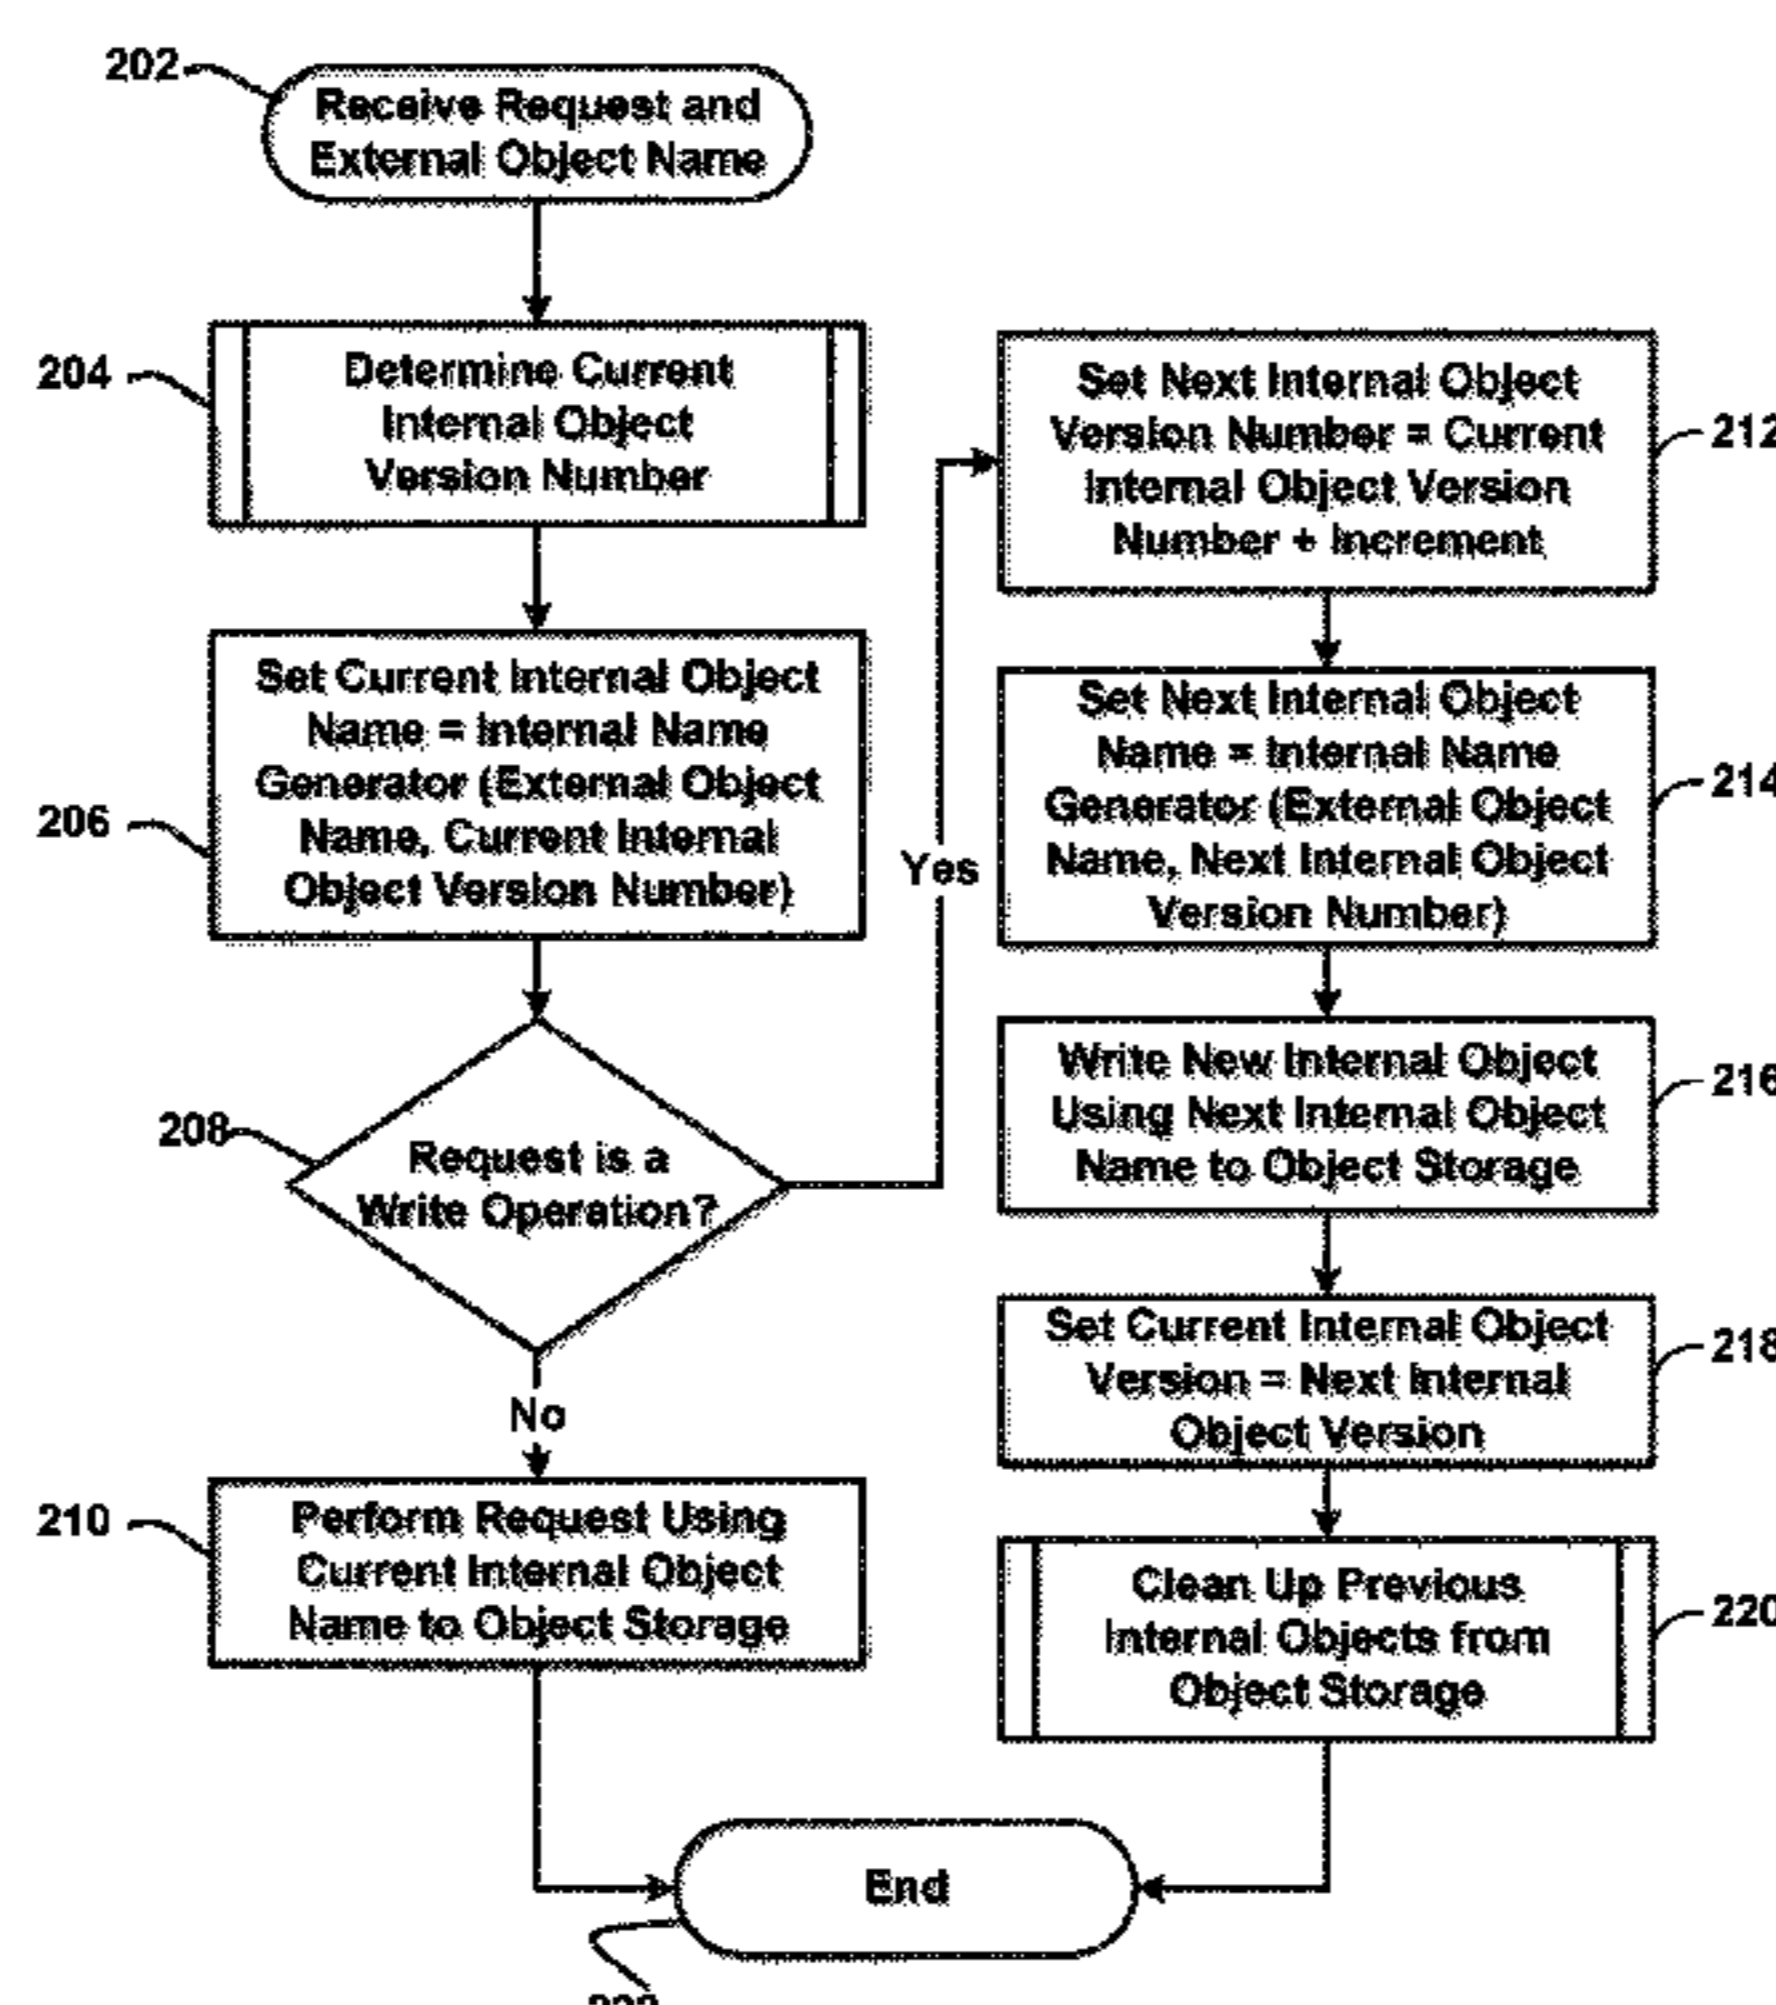 202
Receive Request and
External Object Name
204
Determine Current
Internal Object
Version Number
206
Set Current Internal Object
Name = Internal Name
Generator (External Object
Name, Current Internal
Object Version Number)
208
Request is a
Write Operation?
Yes
No
210
Perform Request Using
Current Internal Object
Name to Object Storage
212
Set Next Internal Object
Version Number = Current
Internal Object Version
Number + Increment
214
Set Next Internal Object
Name = Internal Name
Generator (External Object
Name, Next Internal Object
Version Number)
216
Write New Internal Object
Using Next Internal Object
Name to Object Storage
218
Set Current Internal Object
Version = Next Internal
Object Version
220
Clean Up Previous
Internal Objects from
Object Storage
End